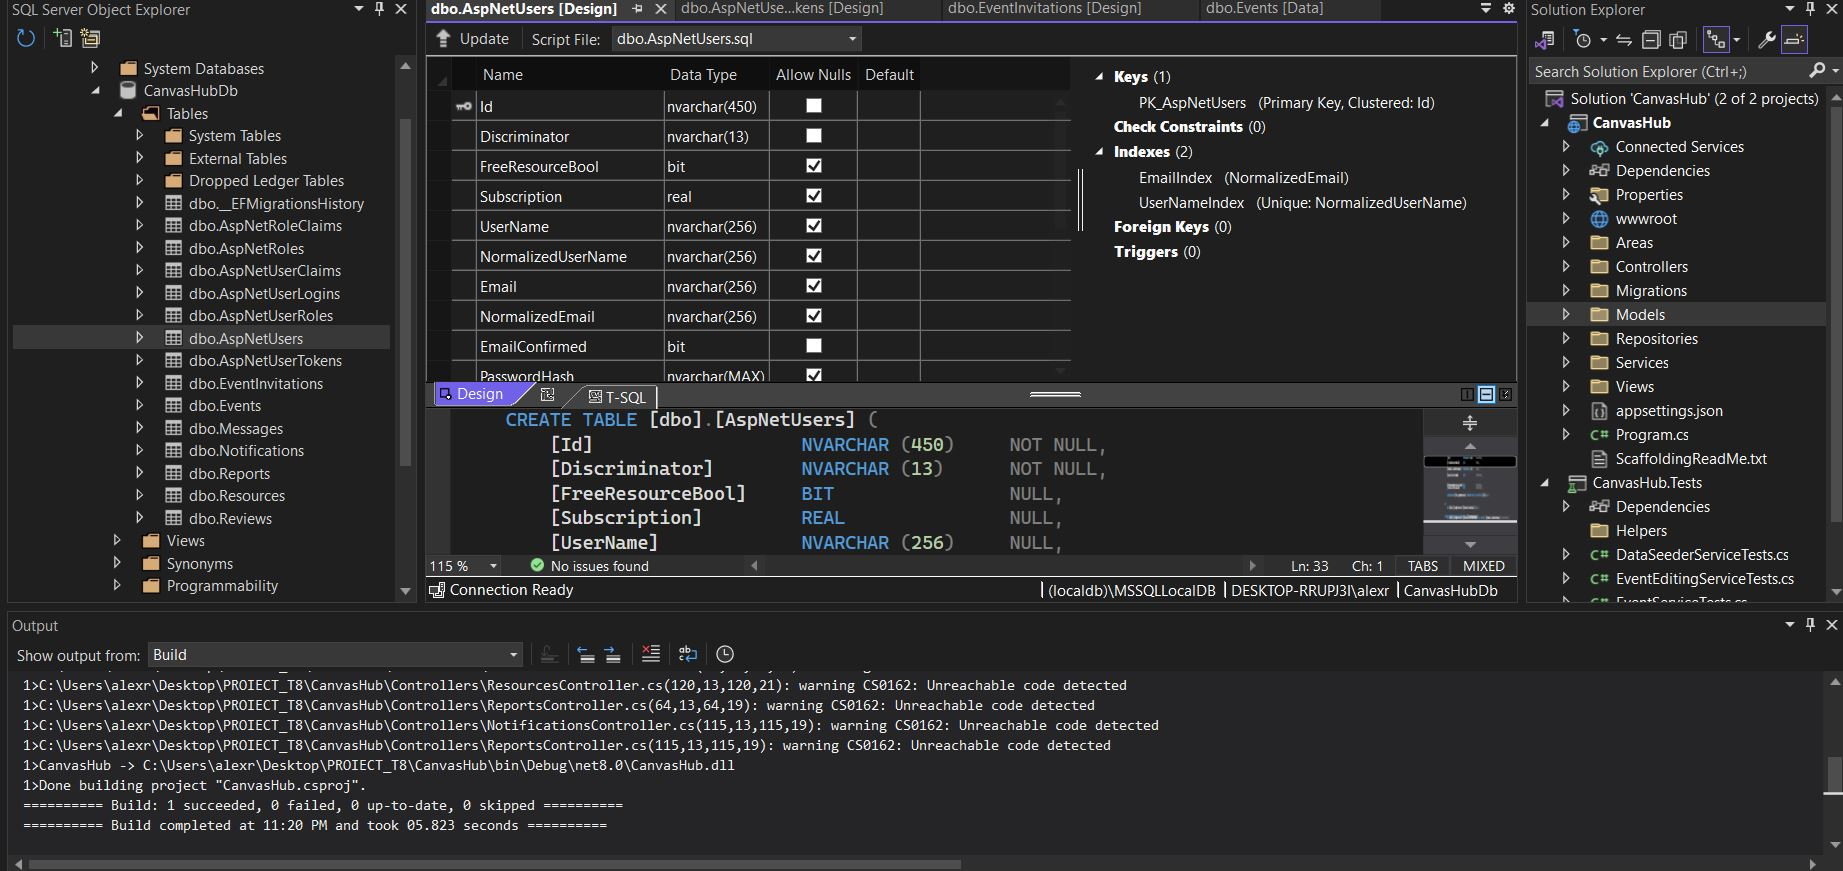 SQL Server Object Explorer
System Databases
CanvasHubDb
Tables
System Tables
External Tables
Dropped Ledger Tables
dbo.__EFMigrationsHistory
dbo.AspNetRoleClaims
dbo.AspNetRoles
dbo.AspNetUserClaims
dbo.AspNetUserLogins
dbo.AspNetUserRoles
dbo.AspNetUsers
dbo.AspNetUserTokens
dbo.EventInvitations
dbo.Events
dbo.Messages
dbo.Notifications
dbo.Reports
dbo.Resources
dbo.Reviews
Views
Synonyms
Programmability
dbo.AspNetUsers [Design] dbo.AspNetUse...kens [Design] dbo.EventInvitations [Design] dbo.Events [Data]
Update Script File: dbo.AspNetUsers.sql
Name Data Type Allow Nulls Default
Id nvarchar(450)
Discriminator nvarchar(13)
FreeResourceBool bit
Subscription real
UserName nvarchar(256)
NormalizedUserName nvarchar(256)
Email nvarchar(256)
NormalizedEmail nvarchar(256)
EmailConfirmed bit
PasswordHash nvarchar(MAX)
Keys (1)
PK_AspNetUsers (Primary Key, Clustered: Id)
Check Constraints (0)
Indexes (2)
EmailIndex (NormalizedEmail)
UserNameIndex (Unique: NormalizedUserName)
Foreign Keys (0)
Triggers (0)
Design T-SQL
CREATE TABLE [dbo].[AspNetUsers] (
[Id] NVARCHAR (450) NOT NULL,
[Discriminator] NVARCHAR (13) NOT NULL,
[FreeResourceBool] BIT NULL,
[Subscription] REAL NULL,
[UserName] NVARCHAR (256) NULL,
115 % No issues found Ln: 33 Ch: 1 TABS MIXED
Connection Ready (localdb)\MSSQLLocalDB DESKTOP-RRUPJ3I\alexr CanvasHubDb
Solution Explorer
Search Solution Explorer (Ctrl+;)
Solution 'CanvasHub' (2 of 2 projects)
CanvasHub
Connected Services
Dependencies
Properties
wwwroot
Areas
Controllers
Migrations
Models
Repositories
Services
Views
appsettings.json
C# Program.cs
ScaffoldingReadMe.txt
CanvasHub.Tests
Dependencies
Helpers
C# DataSeederServiceTests.cs
C# EventEditingServiceTests.cs
C# EventServiceTests.cs
Output
Show output from: Build
1>C:\Users\alexr\Desktop\PROIECT_T8\CanvasHub\Controllers\ResourcesController.cs(120,13,120,21): warning CS0162: Unreachable code detected
1>C:\Users\alexr\Desktop\PROIECT_T8\CanvasHub\Controllers\ReportsController.cs(64,13,64,19): warning CS0162: Unreachable code detected
1>C:\Users\alexr\Desktop\PROIECT_T8\CanvasHub\Controllers\NotificationsController.cs(115,13,115,19): warning CS0162: Unreachable code detected
1>C:\Users\alexr\Desktop\PROIECT_T8\CanvasHub\Controllers\ReportsController.cs(115,13,115,19): warning CS0162: Unreachable code detected
1>CanvasHub -> C:\Users\alexr\Desktop\PROIECT_T8\CanvasHub\bin\Debug\net8.0\CanvasHub.dll
1>Done building project "CanvasHub.csproj".
========== Build: 1 succeeded, 0 failed, 0 up-to-date, 0 skipped ==========
========== Build completed at 11:20 PM and took 05.823 seconds ==========